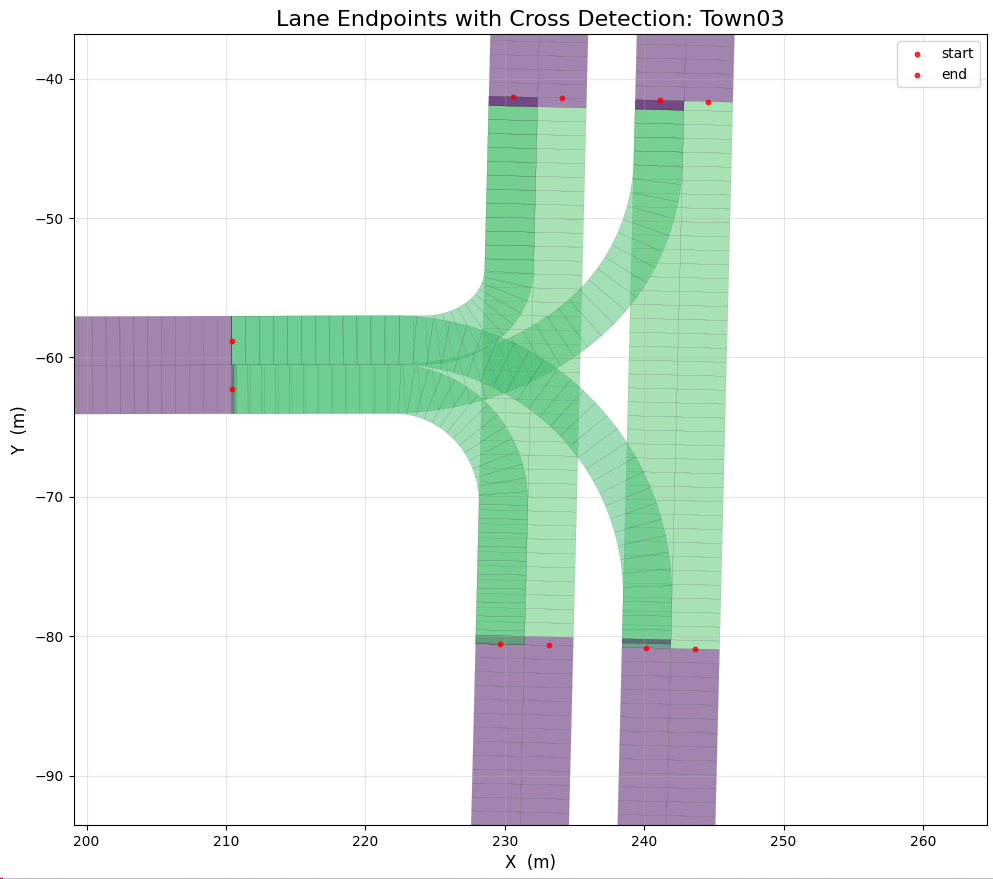 Lane Endpoints with Cross Detection: Town03
start
end
−40
−50
−60
−70
−80
−90
Y (m)
200 210 220 230 240 250 260
X (m)